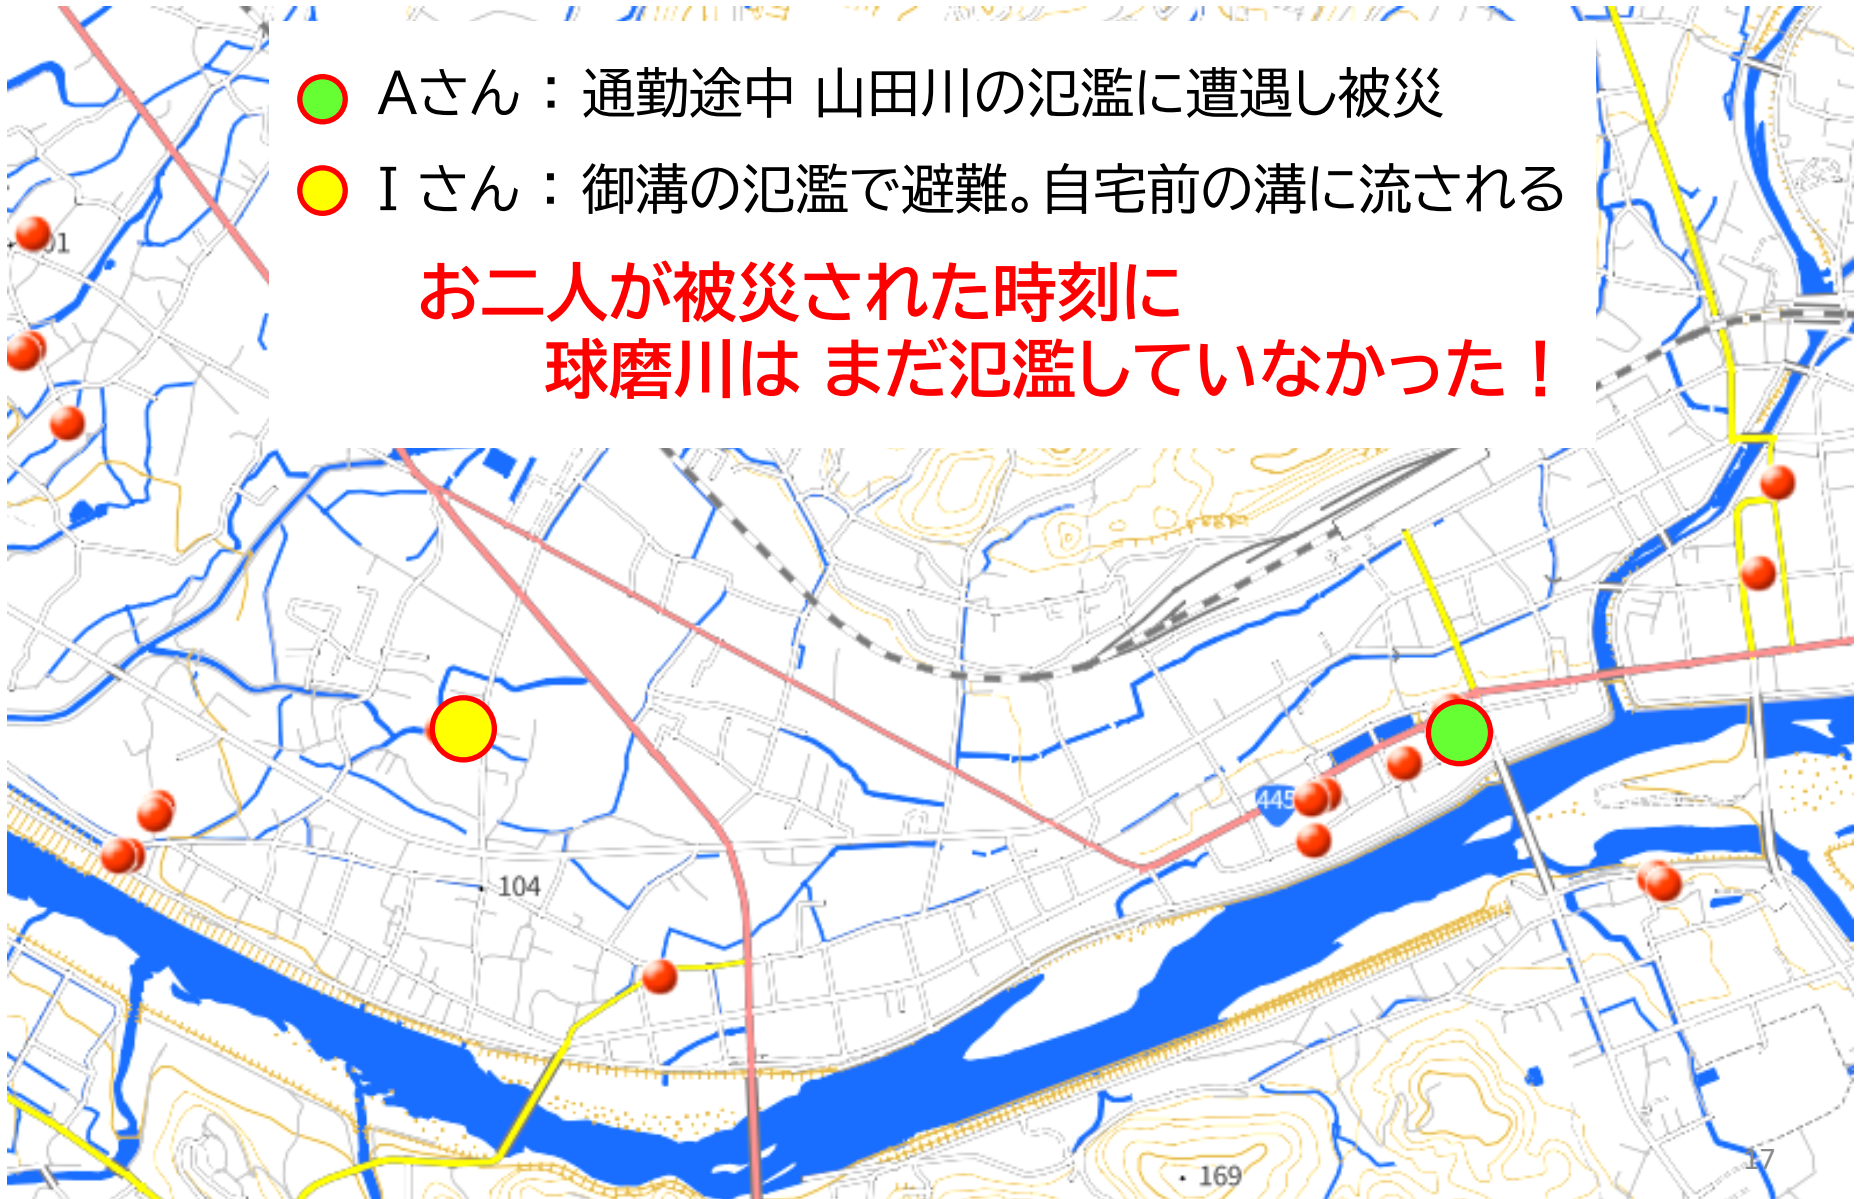 Aさん：通勤途中 山田川の氾濫に遭遇し被災
I さん：御溝の氾濫で避難。自宅前の溝に流される
お二人が被災された時刻に
球磨川は まだ氾濫していなかった！
445
104
169
17